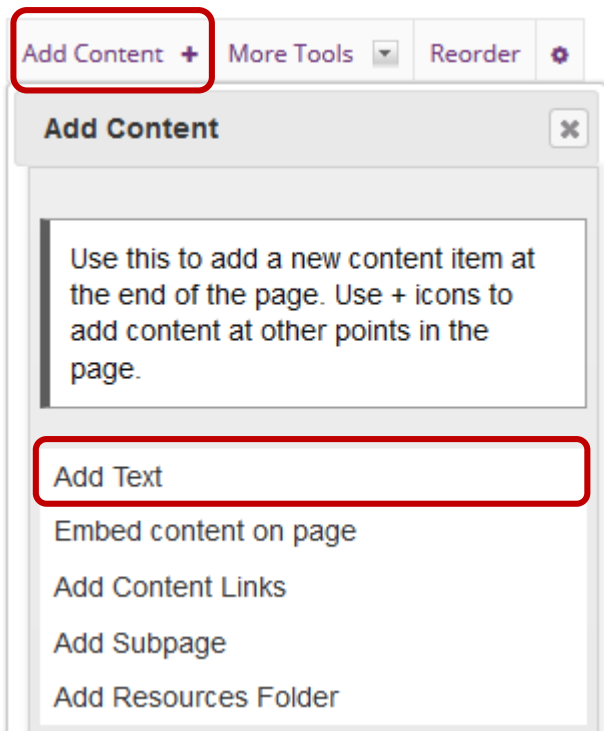 Add Content + More Tools Reorder
Add Content
Use this to add a new content item at
the end of the page. Use + icons to
add content at other points in the
page.
Add Text
Embed content on page
Add Content Links
Add Subpage
Add Resources Folder